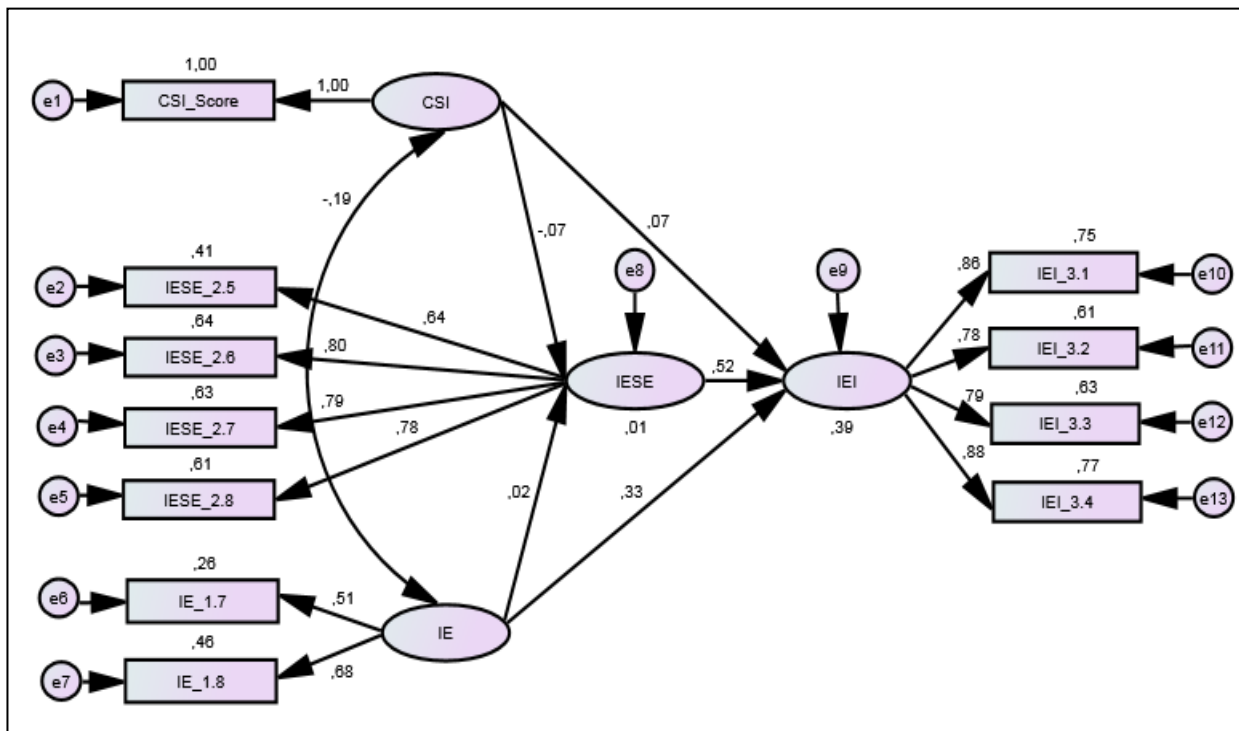 1,00
e1
CSI_Score
1,00
CSI
-,19
-,07
,07
,41
e2
IESE_2.5
,64
,64
e3
IESE_2.6
,80
,63
e4
IESE_2.7
,79
,61
e5
IESE_2.8
,78
e8
IESE
,01
,52
e9
IEI
,39
,86
,75
IEI_3.1
e10
,78
,61
IEI_3.2
e11
,79
,63
IEI_3.3
e12
,88
,77
IEI_3.4
e13
,02
,33
,26
e6
IE_1.7
,51
IE
,46
e7
IE_1.8
,68